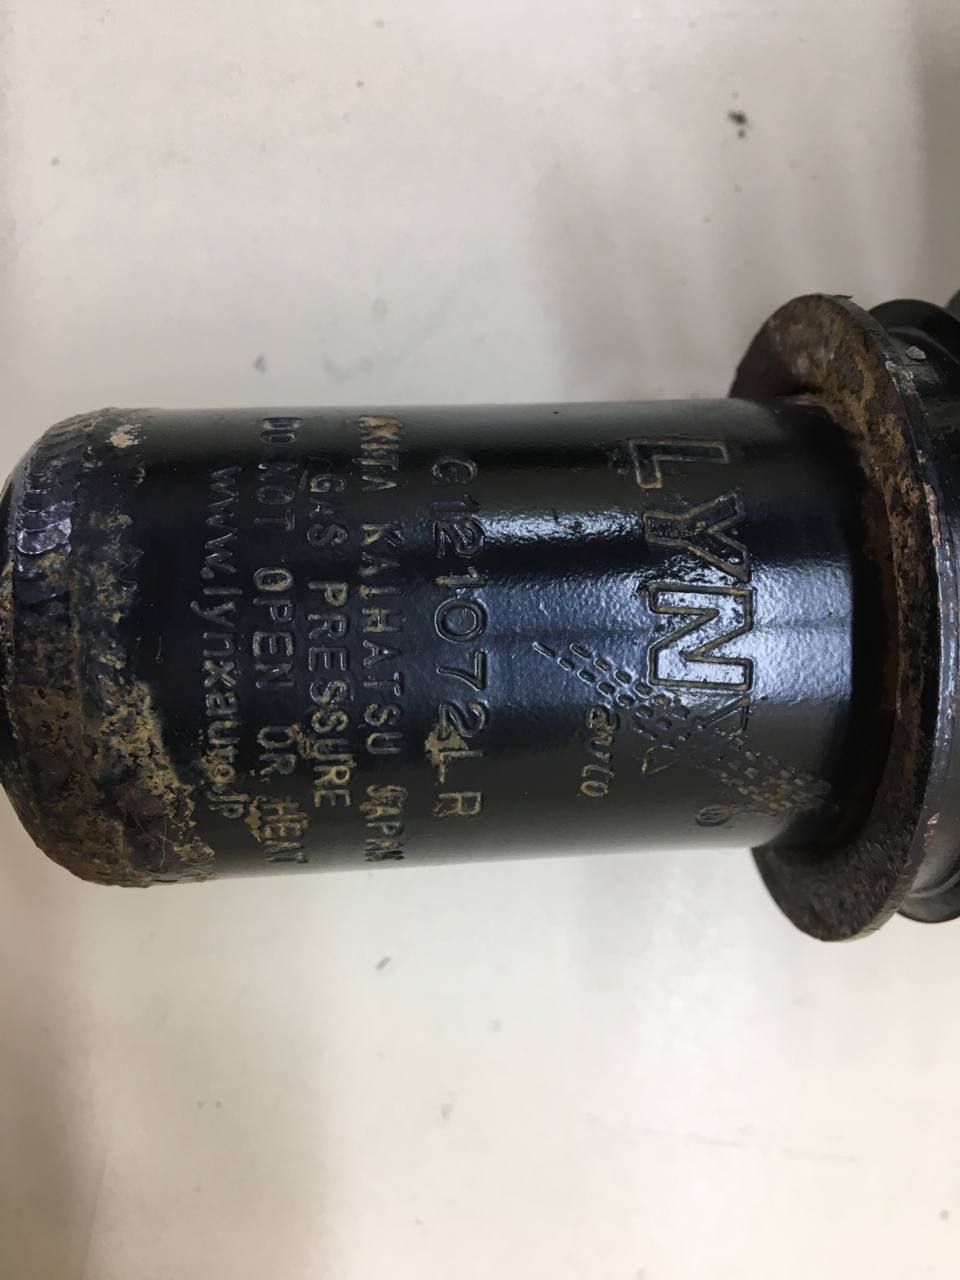 LYNX ®
auto
G121072LR
KITA KAIHATSU JAPAN
GAS PRESSURE
DO NOT OPEN OR HEAT
www.lynxauto.jp